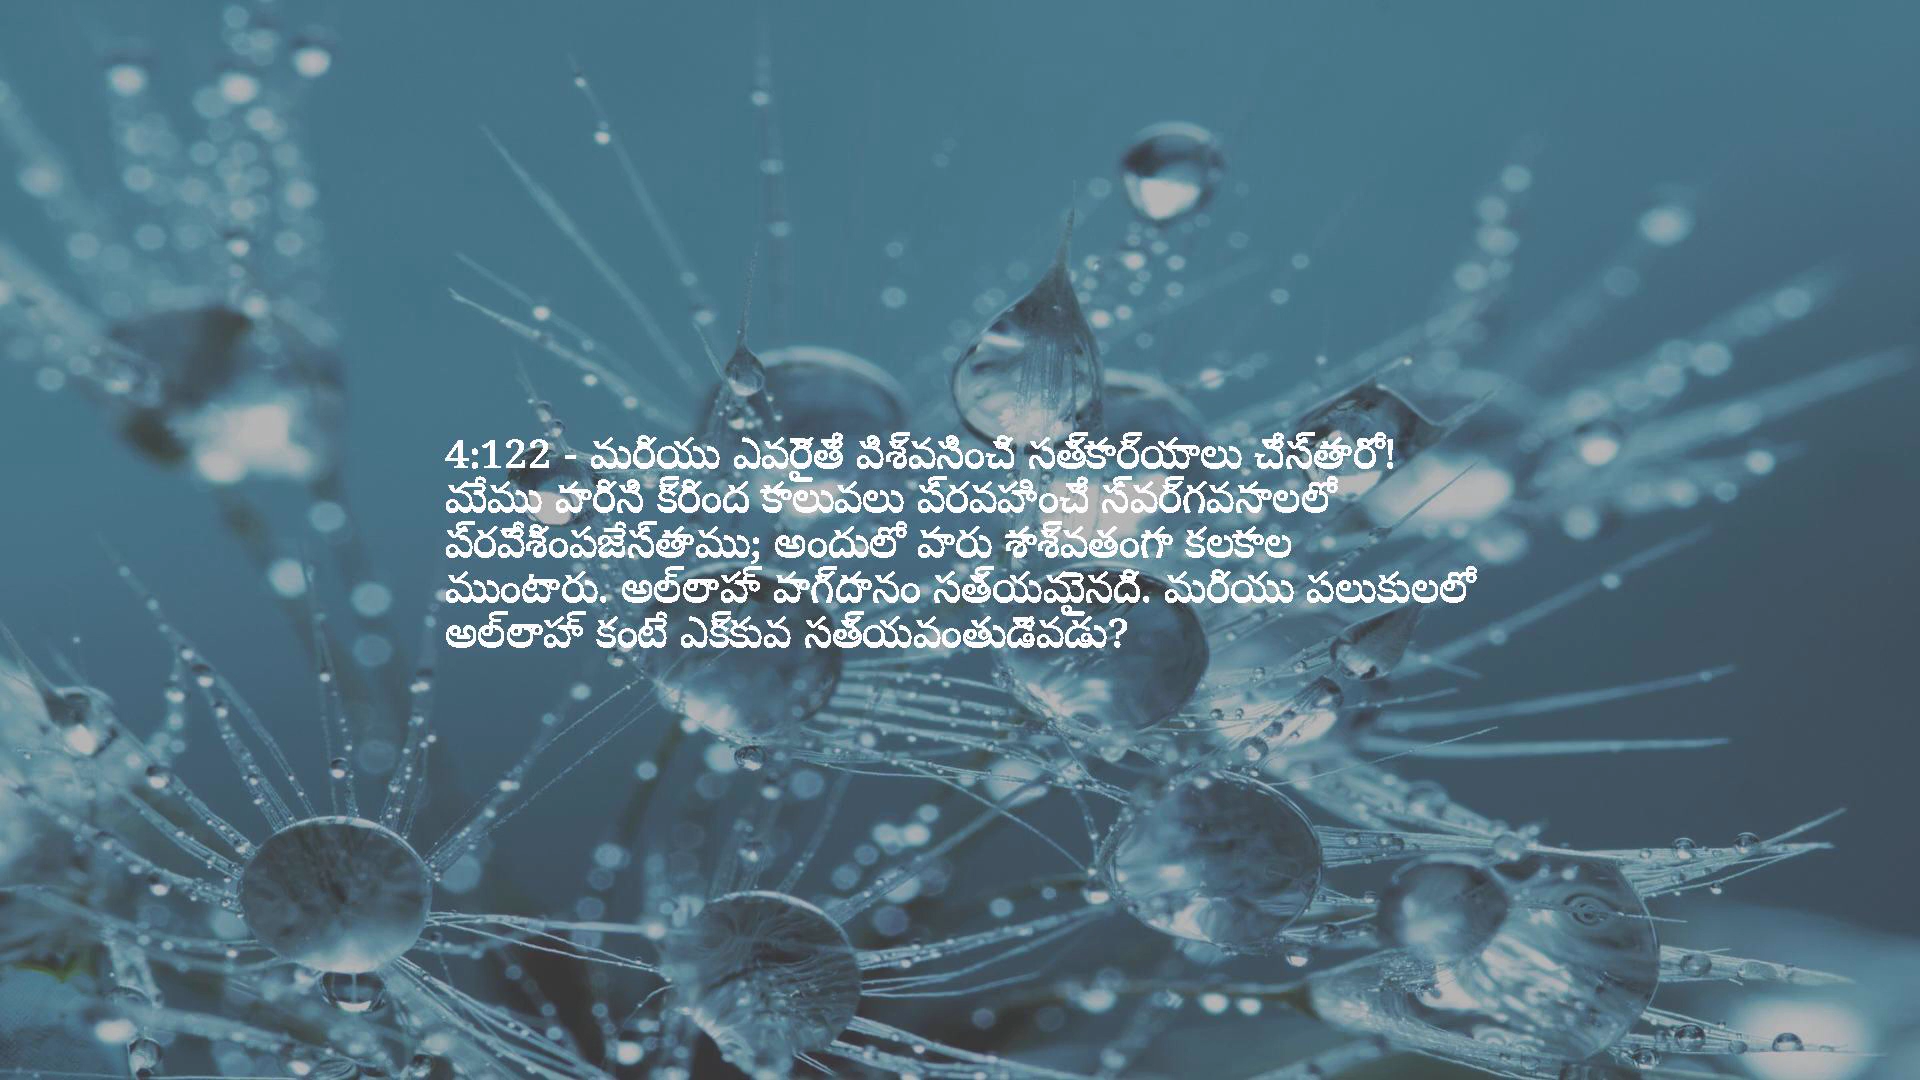 4:122 - మరియు ఎవరైతే విశ్వసించి సత్కార్యాలు చేస్తారో!
మేము వారిని క్రింద కాలువలు ప్రవహించే స్వర్గవనాలలో
ప్రవేశింపజేస్తాము; అందులో వారు శాశ్వతంగా కలకాల
ముంటారు. అల్లాహ్ వాగ్దానం సత్యమైనది. మరియు పలుకులలో
అల్లాహ్ కంటే ఎక్కువ సత్యవంతుడెవడు?